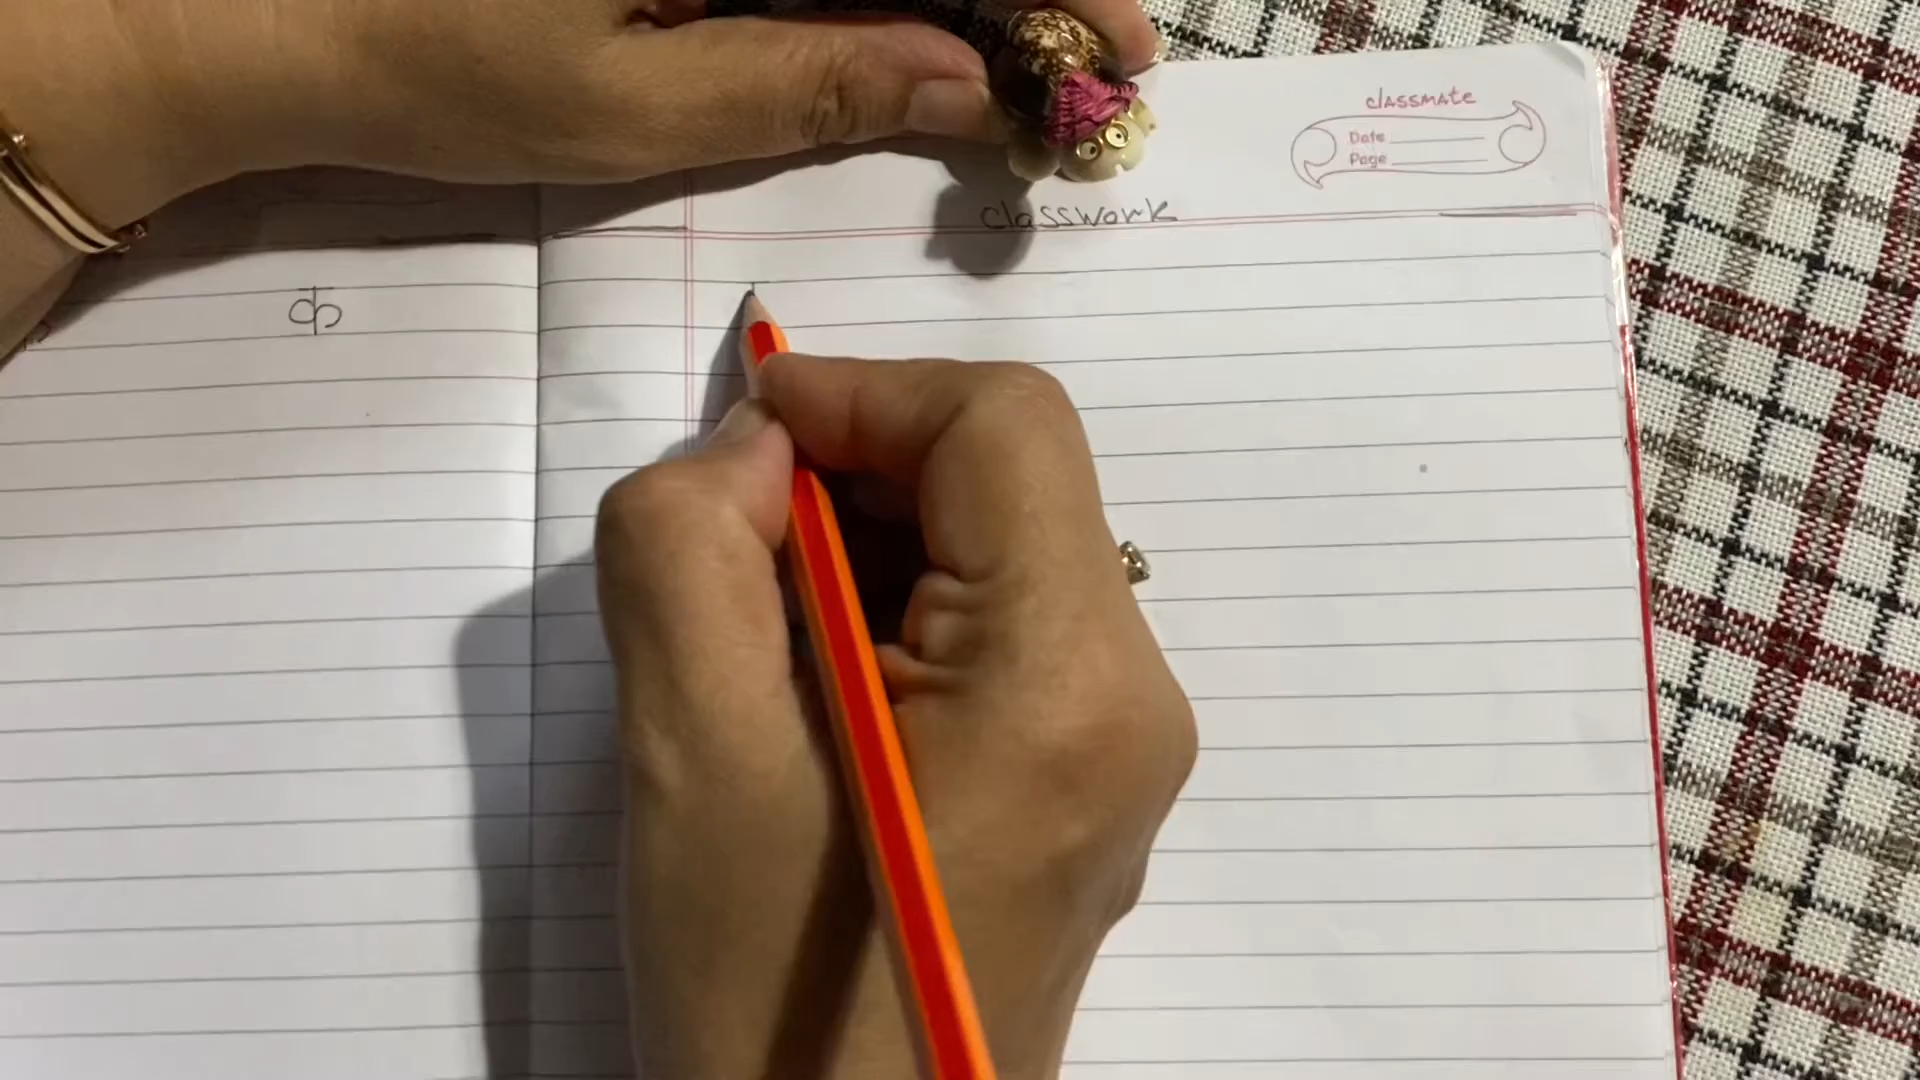 classmate
Date
Page
classwork
क